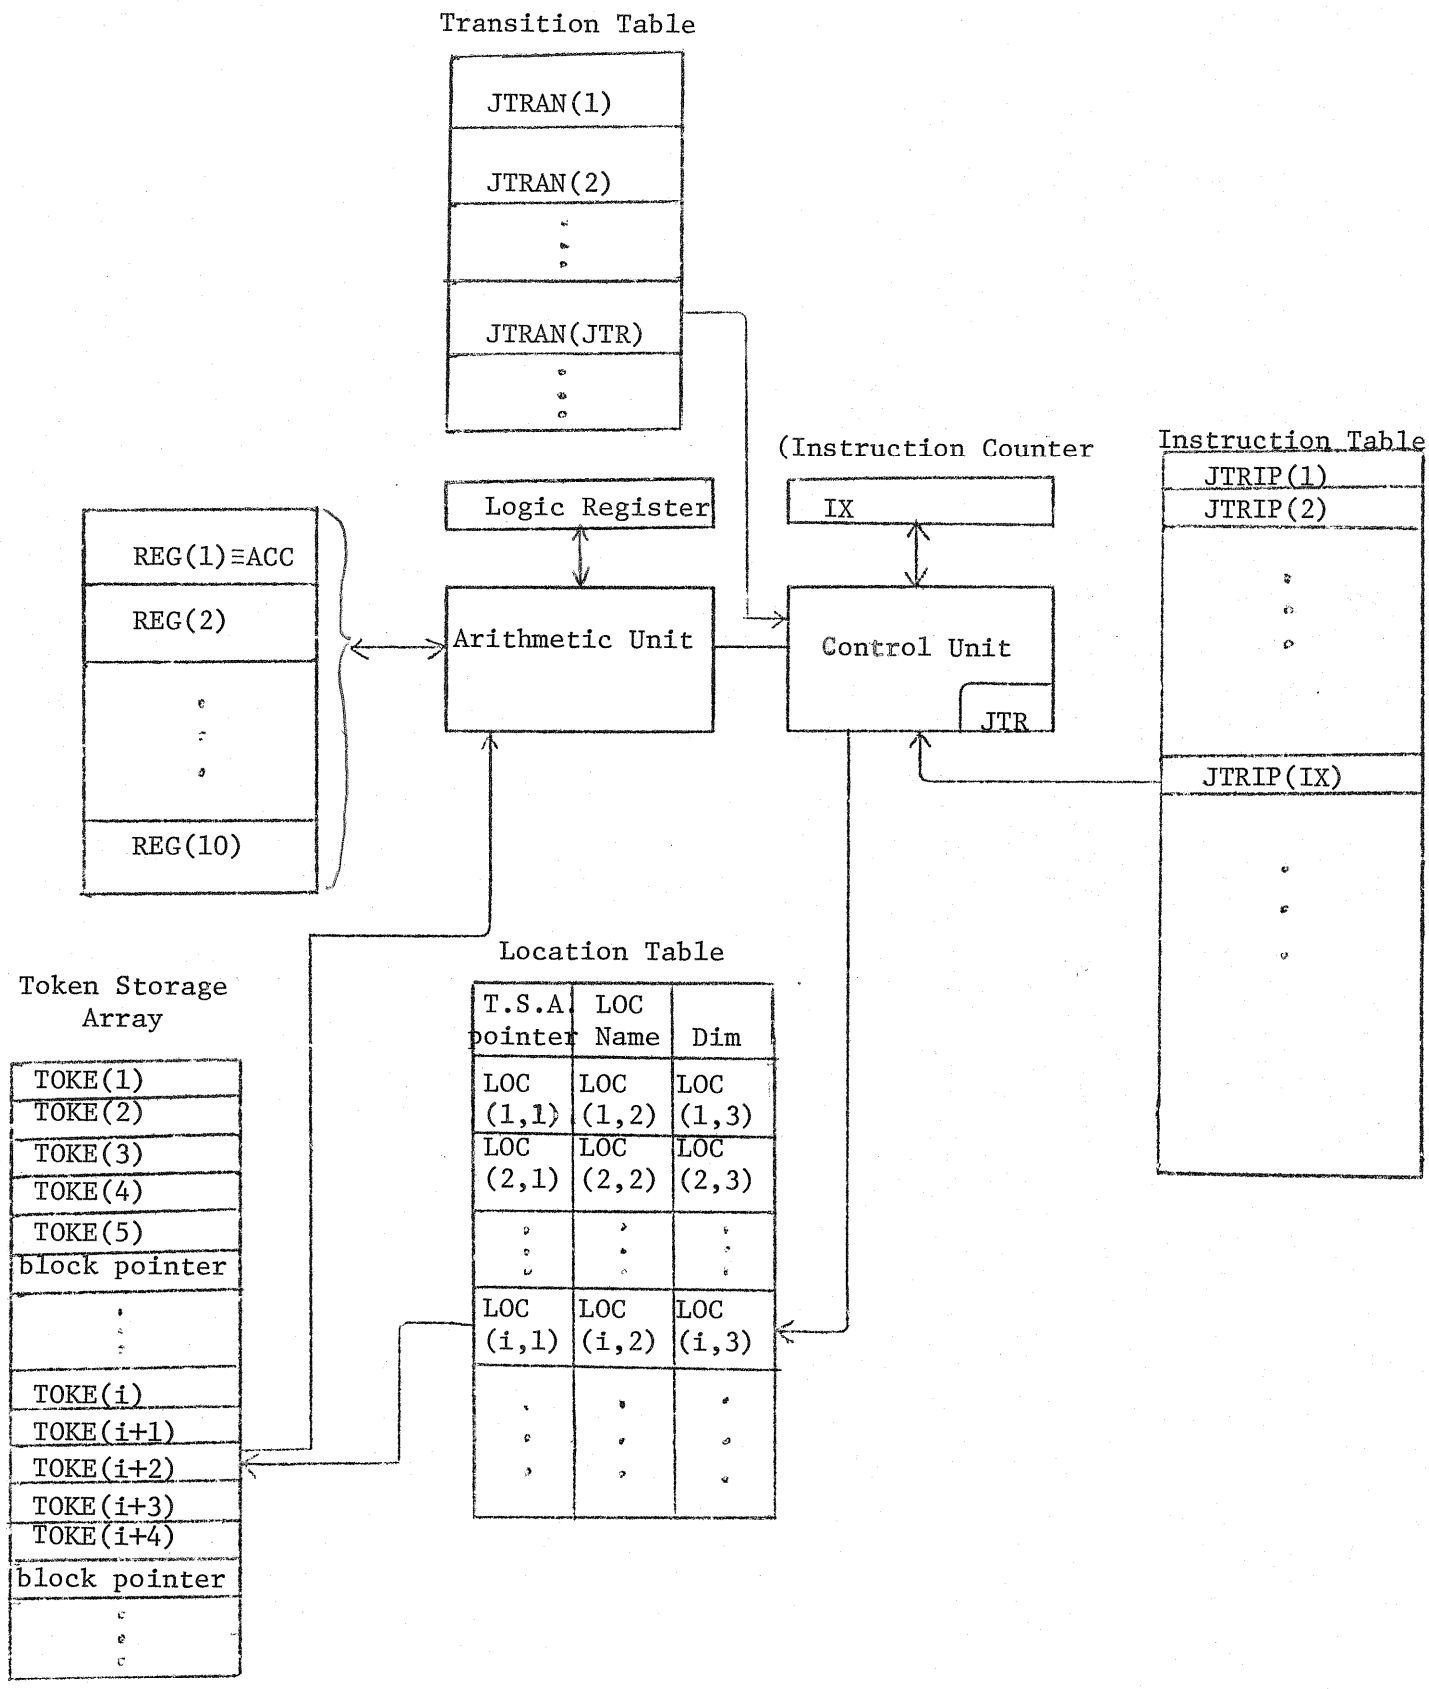 Transition Table
JTRAN(1)
JTRAN(2)
JTRAN(JTR)
(Instruction Counter
IX
Instruction Table
JTRIP(1)
JTRIP(2)
JTRIP(IX)
Logic Register
REG(1)≡ACC
REG(2)
REG(10)
Arithmetic Unit
Control Unit
JTR
Location Table
T.S.A. LOC
pointer Name Dim
LOC LOC LOC
(1,1) (1,2) (1,3)
LOC LOC LOC
(2,1) (2,2) (2,3)
LOC LOC LOC
(i,1) (i,2) (i,3)
Token Storage
Array
TOKE(1)
TOKE(2)
TOKE(3)
TOKE(4)
TOKE(5)
block pointer
TOKE(i)
TOKE(i+1)
TOKE(i+2)
TOKE(i+3)
TOKE(i+4)
block pointer